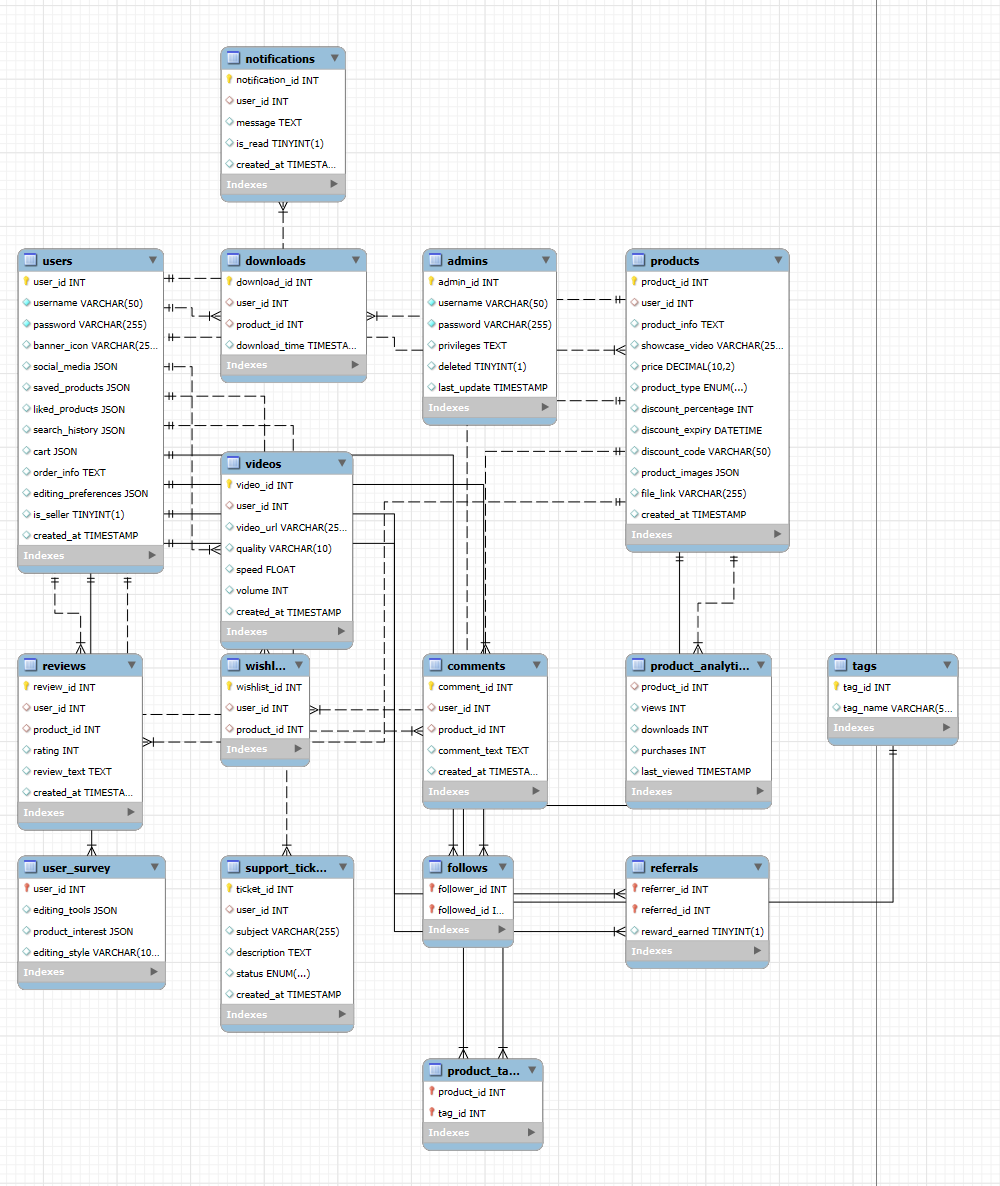 notifications
notification_id INT
user_id INT
message TEXT
is_read TINYINT(1)
created_at TIMESTA...
Indexes
users
user_id INT
username VARCHAR(50)
password VARCHAR(255)
banner_icon VARCHAR(25...
social_media JSON
saved_products JSON
liked_products JSON
search_history JSON
cart JSON
order_info TEXT
editing_preferences JSON
is_seller TINYINT(1)
created_at TIMESTAMP
Indexes
downloads
download_id INT
user_id INT
product_id INT
download_time TIMESTA...
Indexes
admins
admin_id INT
username VARCHAR(50)
password VARCHAR(255)
privileges TEXT
deleted TINYINT(1)
last_update TIMESTAMP
Indexes
products
product_id INT
user_id INT
product_info TEXT
showcase_video VARCHAR(25...
price DECIMAL(10,2)
product_type ENUM(...)
discount_percentage INT
discount_expiry DATETIME
discount_code VARCHAR(50)
product_images JSON
file_link VARCHAR(255)
created_at TIMESTAMP
Indexes
videos
video_id INT
user_id INT
video_url VARCHAR(25...
quality VARCHAR(10)
speed FLOAT
volume INT
created_at TIMESTAMP
Indexes
reviews
review_id INT
user_id INT
product_id INT
rating INT
review_text TEXT
created_at TIMESTA...
Indexes
wishl...
wishlist_id INT
user_id INT
product_id INT
Indexes
comments
comment_id INT
user_id INT
product_id INT
comment_text TEXT
created_at TIMESTA...
Indexes
product_analyti...
product_id INT
views INT
downloads INT
purchases INT
last_viewed TIMESTAMP
Indexes
tags
tag_id INT
tag_name VARCHAR(5...
Indexes
user_survey
user_id INT
editing_tools JSON
product_interest JSON
editing_style VARCHAR(10...
Indexes
support_tick...
ticket_id INT
user_id INT
subject VARCHAR(255)
description TEXT
status ENUM(...)
created_at TIMESTAMP
Indexes
follows
follower_id INT
followed_id I...
Indexes
referrals
referrer_id INT
referred_id INT
reward_earned TINYINT(1)
Indexes
product_ta...
product_id INT
tag_id INT
Indexes